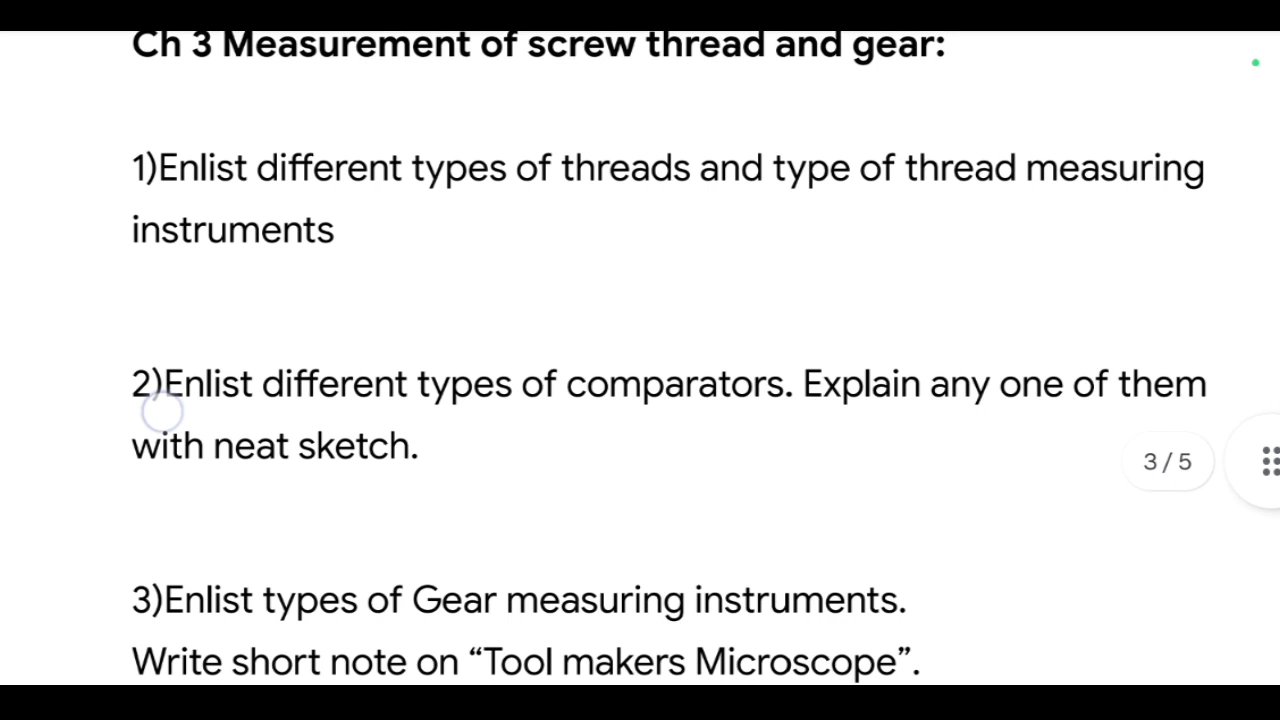 Ch 3 Measurement of screw thread and gear:
1)Enlist different types of threads and type of thread measuring
instruments
2)Enlist different types of comparators. Explain any one of them
with neat sketch.
3 / 5
3)Enlist types of Gear measuring instruments.
Write short note on “Tool makers Microscope”.